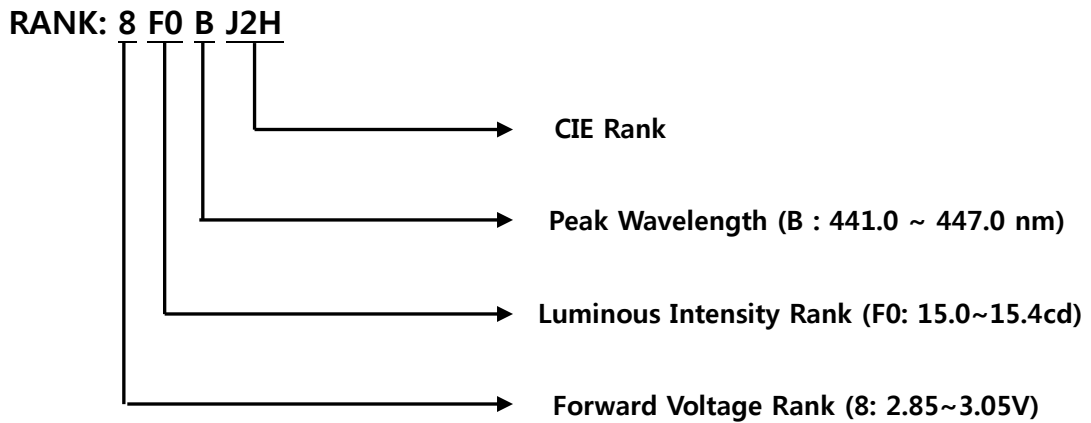 RANK: 8 F0 B J2H
CIE Rank
Peak Wavelength (B : 441.0 ~ 447.0 nm)
Luminous Intensity Rank (F0: 15.0~15.4cd)
Forward Voltage Rank (8: 2.85~3.05V)